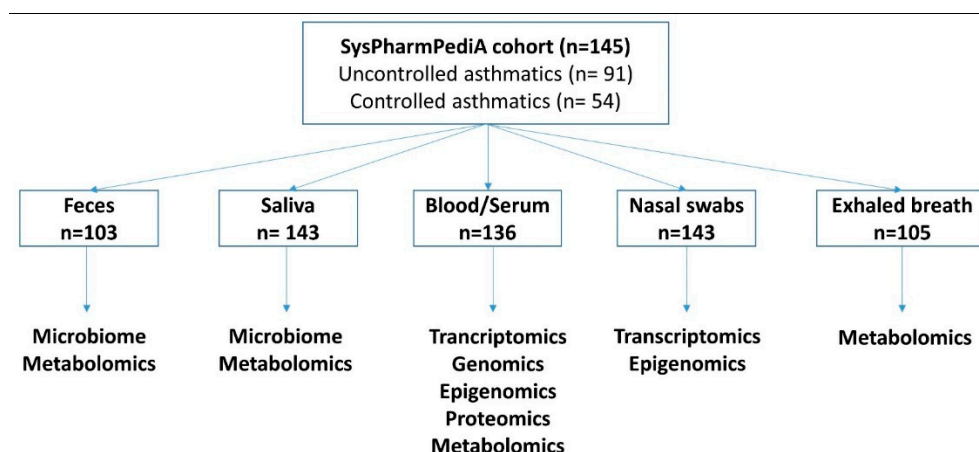 SysPharmPediA cohort (n=145)
Uncontrolled asthmatics (n= 91)
Controlled asthmatics (n= 54)
Feces
n=103
Saliva
n= 143
Blood/Serum
n=136
Nasal swabs
n=143
Exhaled breath
n=105
Microbiome
Metabolomics
Microbiome
Metabolomics
Trancriptomics
Genomics
Epigenomics
Proteomics
Metabolomics
Transcriptomics
Epigenomics
Metabolomics